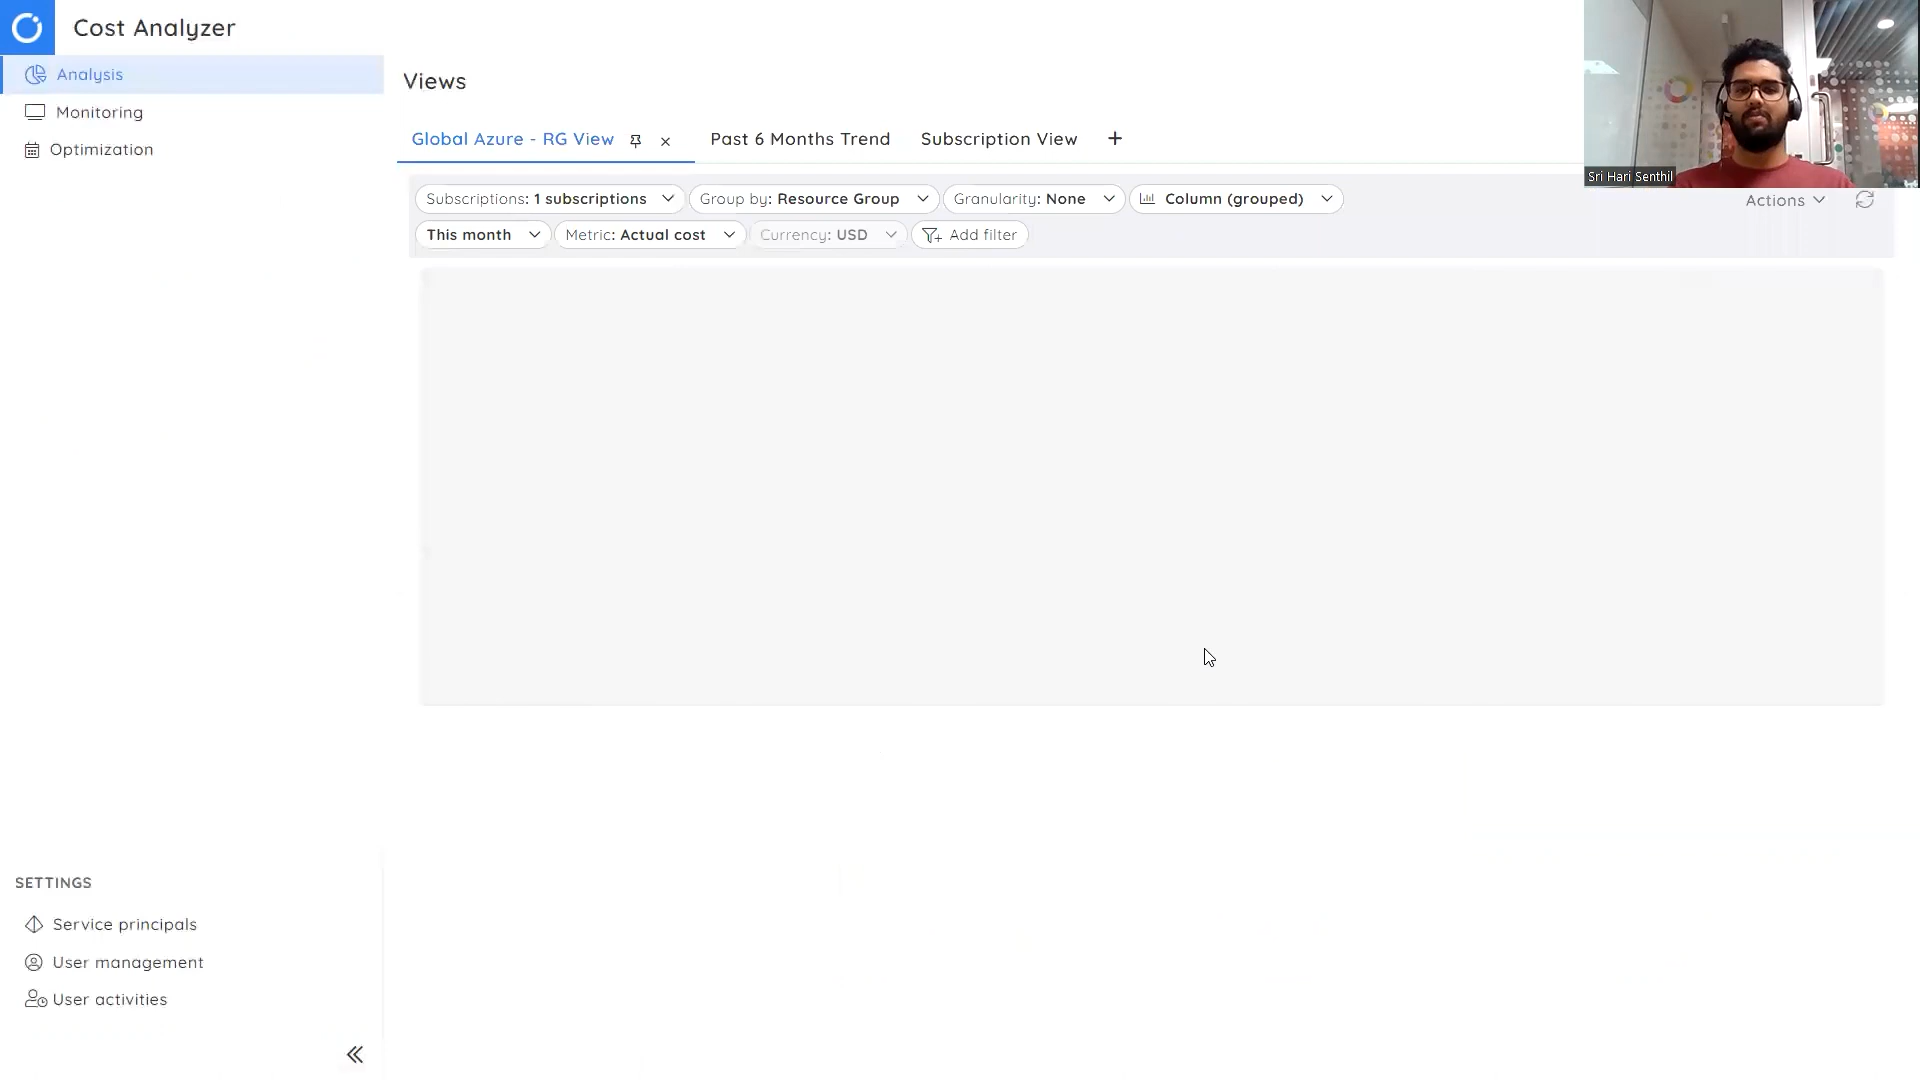 Cost Analyzer
Analysis
Monitoring
Optimization
Views
Global Azure - RG View
Past 6 Months Trend
Subscription View
Subscriptions: 1 subscriptions
Group by: Resource Group
Granularity: None
Column (grouped)
Actions
This month
Metric: Actual cost
Currency: USD
Add filter
Sri Hari Senthil
SETTINGS
Service principals
User management
User activities